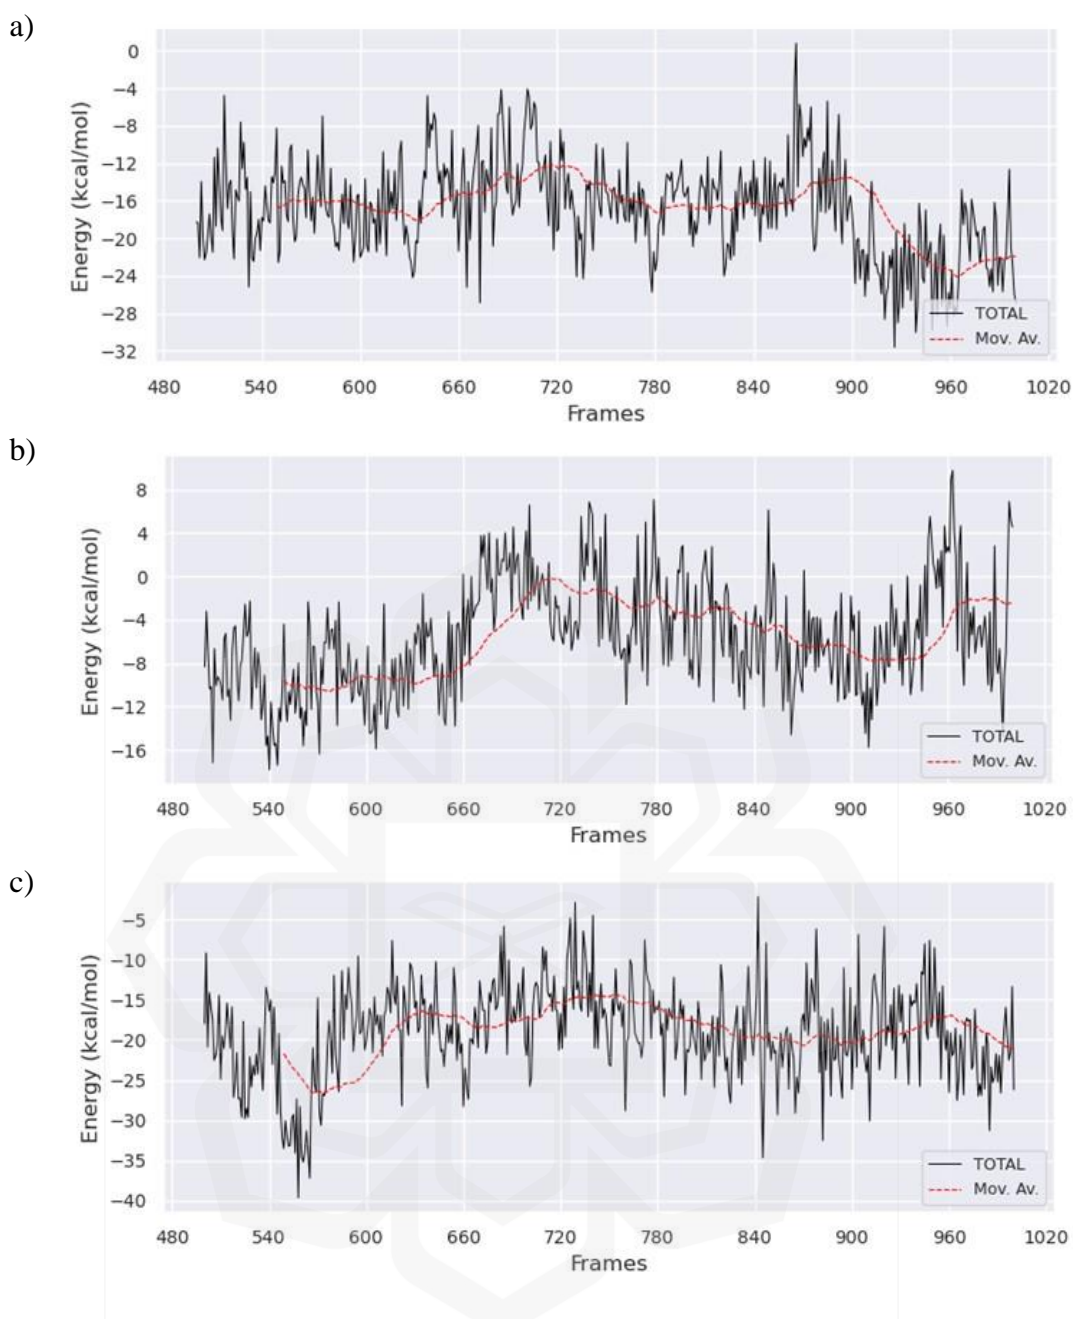 a)
0
−4
−8
−12
−16
−20
−24
−28
−32
Energy (kcal/mol)
TOTAL
Mov. Av.
480 540 600 660 720 780 840 900 960 1020
Frames
b)
8
4
0
−4
−8
−12
−16
Energy (kcal/mol)
TOTAL
Mov. Av.
480 540 600 660 720 780 840 900 960 1020
Frames
c)
−5
−10
−15
−20
−25
−30
−35
−40
Energy (kcal/mol)
TOTAL
Mov. Av.
480 540 600 660 720 780 840 900 960 1020
Frames